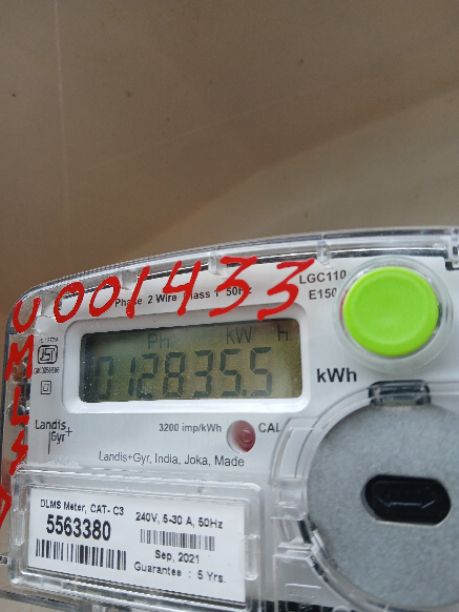 U001433
LGC110
E150
Phase 2 Wire Class 1 50Hz
Ph kW h
012835.5
kWh
Landis+
Gyr
3200 imp/kWh
CAL
Landis+Gyr, India, Joka, Made
DLMS Meter, CAT- C3
5563380
240V, 5-30 A, 50Hz
Sep, 2021
Guarantee : 5 Yrs.